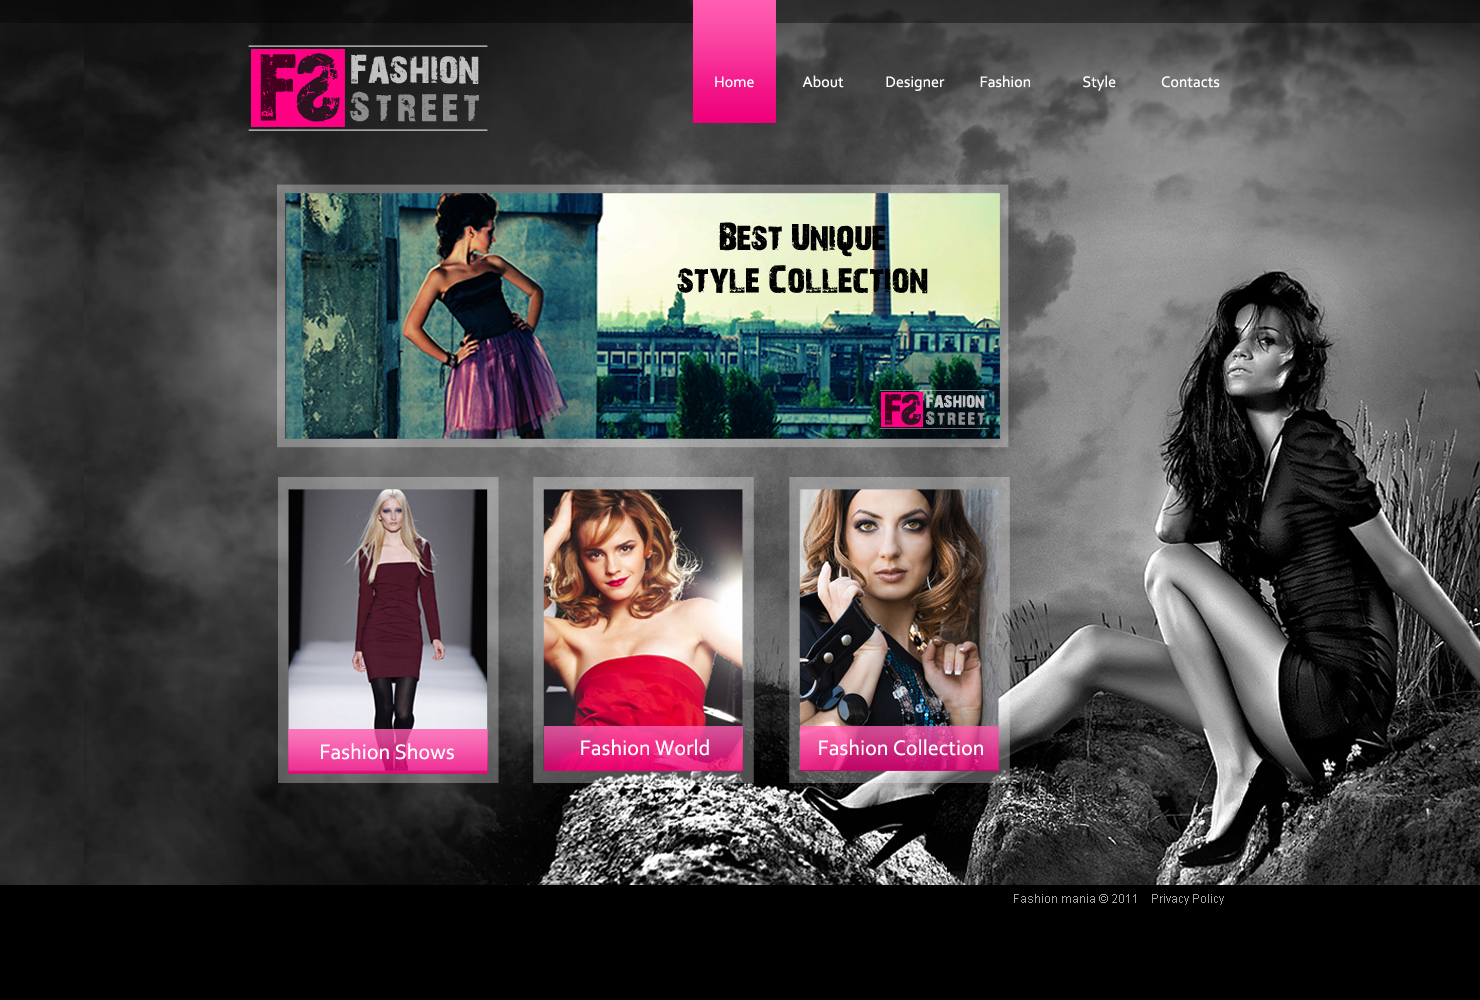 FS FASHION
STREET
Home About Designer Fashion Style Contacts
BEST UNIQUE
STYLE COLLECTION
FS FASHION
STREET
Fashion Shows
Fashion World
Fashion Collection
Fashion mania © 2011 Privacy Policy